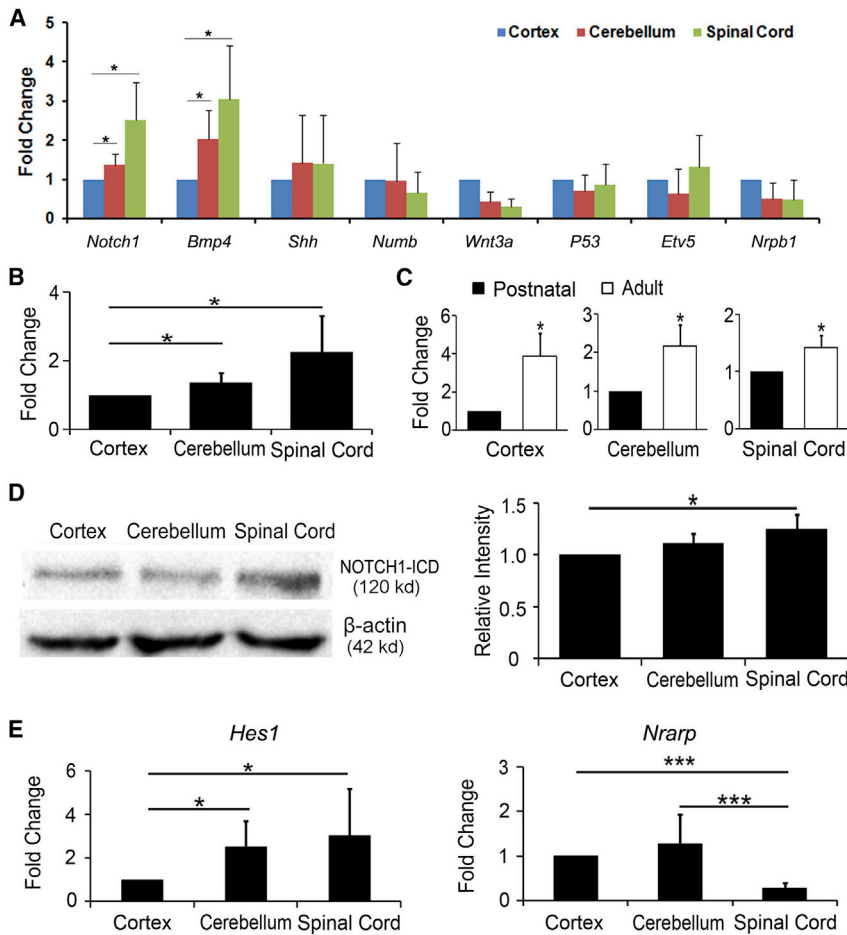 A
Fold Change
5
4
3
2
1
0
Cortex Cerebellum Spinal Cord
* * * *
Notch1 Bmp4 Shh Numb Wnt3a P53 Etv5 Nrpb1
B
Fold Change
4
2
0
* *
Cortex Cerebellum Spinal Cord
C
Postnatal Adult
Fold Change
6
4
2
0
*
Cortex
3
2
1
0
*
Cerebellum
2
1
0
*
Spinal Cord
D
Cortex Cerebellum Spinal Cord
NOTCH1-ICD
(120 kd)
β-actin
(42 kd)
Relative Intensity
1.5
1.0
0.5
0
*
Cortex Cerebellum Spinal Cord
E
Hes1
Fold Change
6
4
2
0
* *
Cortex Cerebellum Spinal Cord
Nrarp
Fold Change
3
2
1
0
***
***
Cortex Cerebellum Spinal Cord